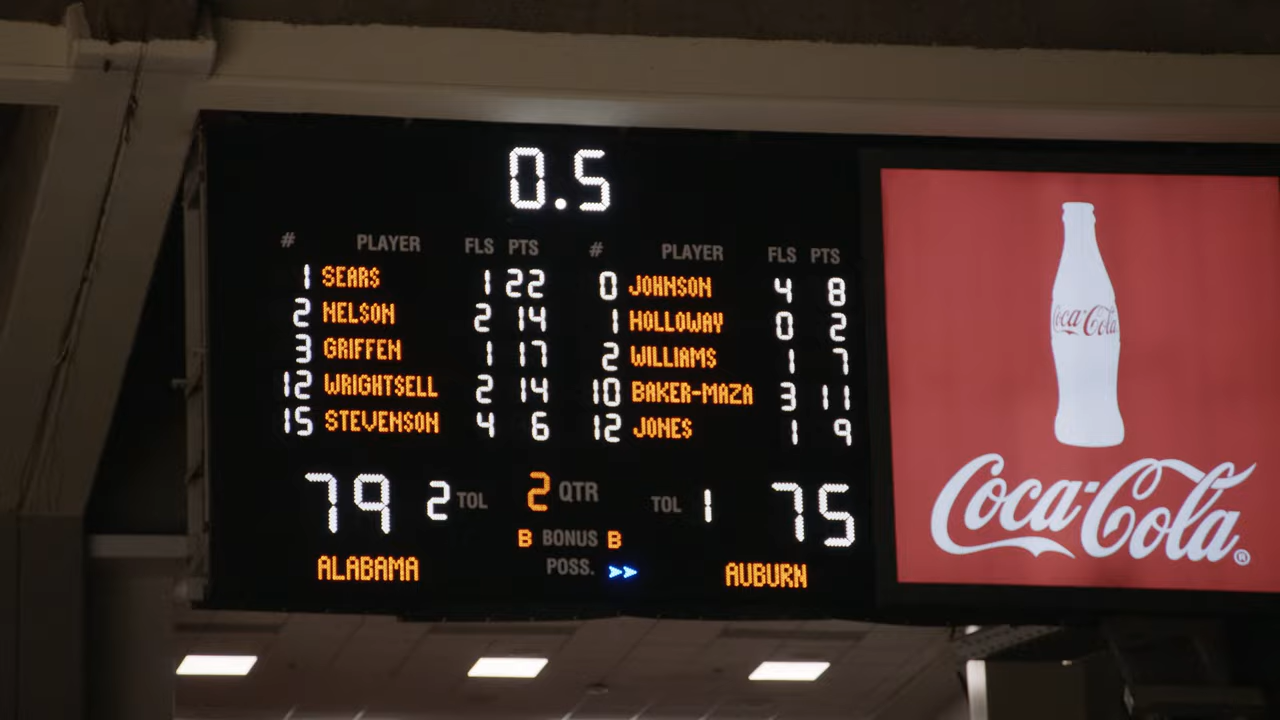 0.5
# PLAYER FLS PTS # PLAYER FLS PTS
1 SEARS 1 22 0 JOHNSON 4 8
2 NELSON 2 14 1 HOLLOWAY 0 2
3 GRIFFEN 1 17 2 WILLIAMS 1 7
12 WRIGHTSELL 2 14 10 BAKER-MAZA 3 11
15 STEVENSON 4 6 12 JONES 1 9
79 2 TOL 2 QTR TOL 1 75
B BONUS B
POSS. >>
ALABAMA AUBURN
Coca-Cola
Coca-Cola®